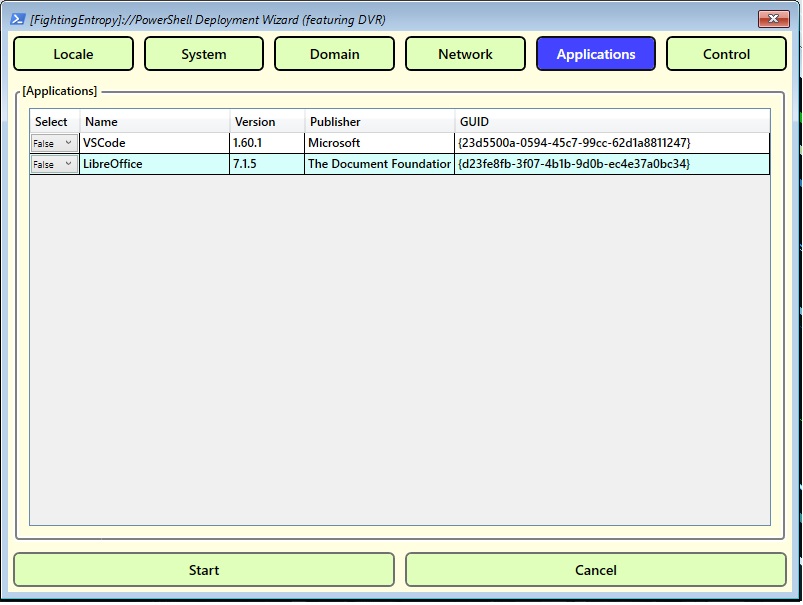 [FightingEntropy]://PowerShell Deployment Wizard (featuring DVR)
Locale System Domain Network Applications Control
[Applications]
Select Name Version Publisher GUID
False VSCode 1.60.1 Microsoft {23d5500a-0594-45c7-99cc-62d1a8811247}
False LibreOffice 7.1.5 The Document Foundation {d23fe8fb-3f07-4b1b-9d0b-ec4e37a0bc34}
Start Cancel